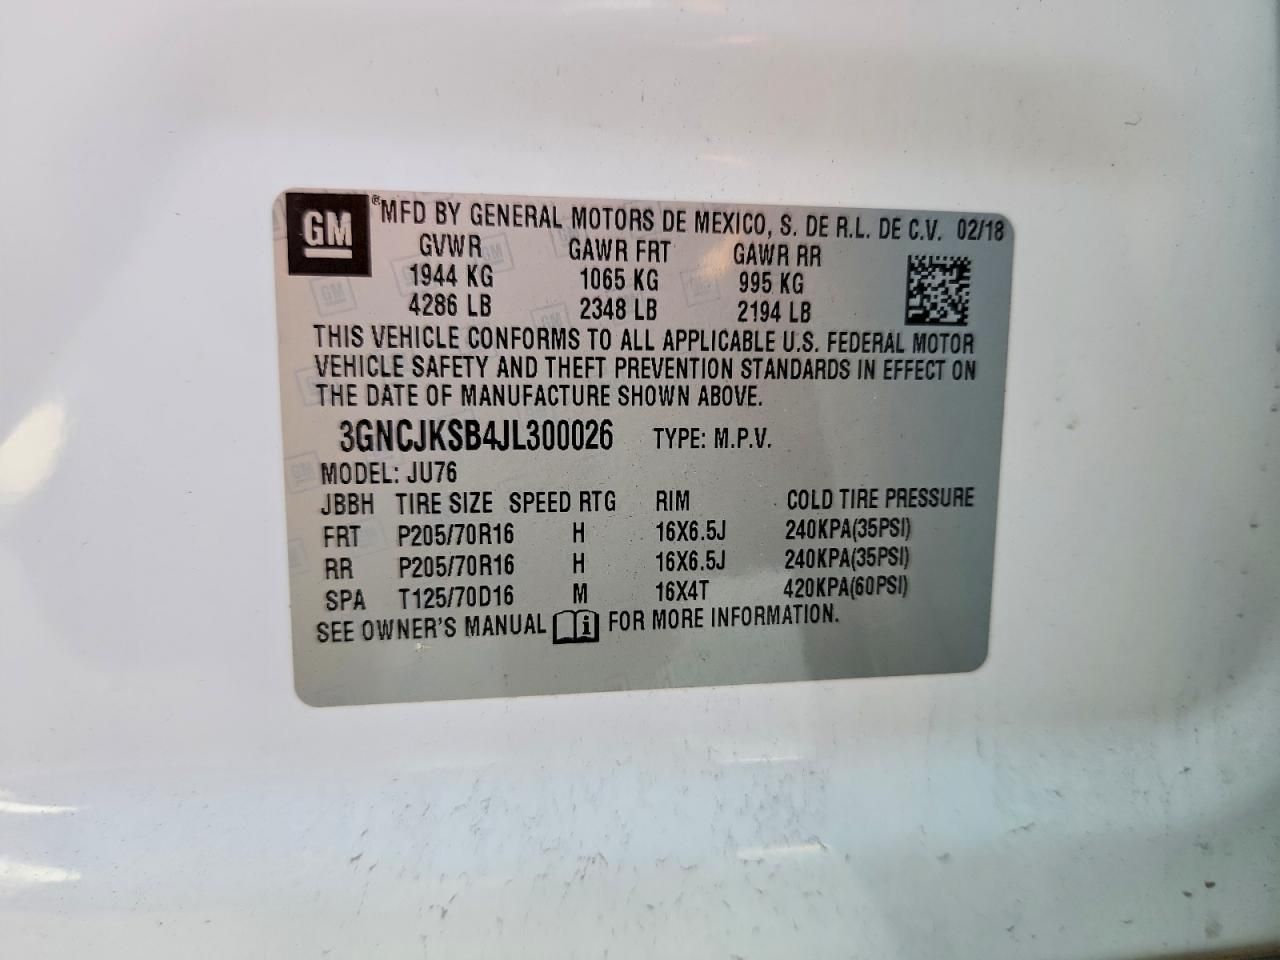 GM ®MFD BY GENERAL MOTORS DE MEXICO, S. DE R.L. DE C.V. 02/18
GVWR GAWR FRT GAWR RR
1944 KG 1065 KG 995 KG
4286 LB 2348 LB 2194 LB
THIS VEHICLE CONFORMS TO ALL APPLICABLE U.S. FEDERAL MOTOR
VEHICLE SAFETY AND THEFT PREVENTION STANDARDS IN EFFECT ON
THE DATE OF MANUFACTURE SHOWN ABOVE.
3GNCJKSB4JL300026 TYPE: M.P.V.
MODEL: JU76
JBBH TIRE SIZE SPEED RTG RIM COLD TIRE PRESSURE
FRT P205/70R16 H 16X6.5J 240KPA(35PSI)
RR P205/70R16 H 16X6.5J 240KPA(35PSI)
SPA T125/70D16 M 16X4T 420KPA(60PSI)
SEE OWNER'S MANUAL i FOR MORE INFORMATION.